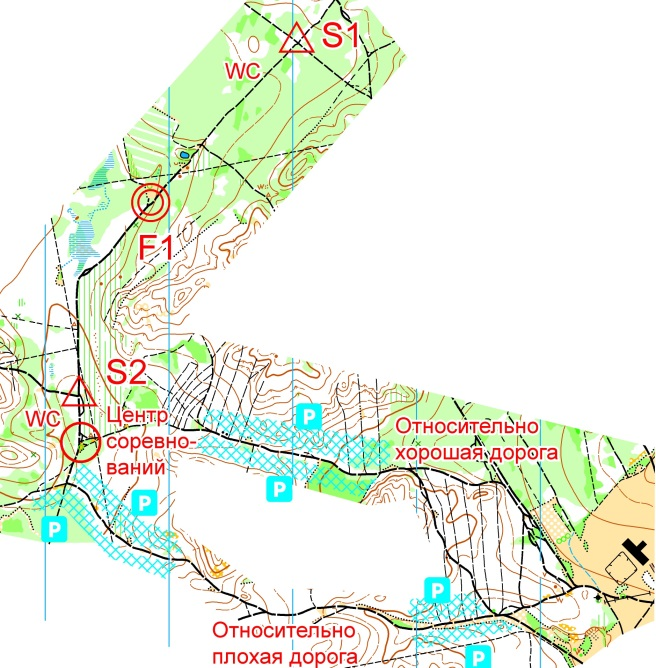 S1
WC
F1
S2
WC
Центр
соревно-
ваний
P
Относительно
хорошая дорога
P
P
P
P
Относительно
плохая дорога
P